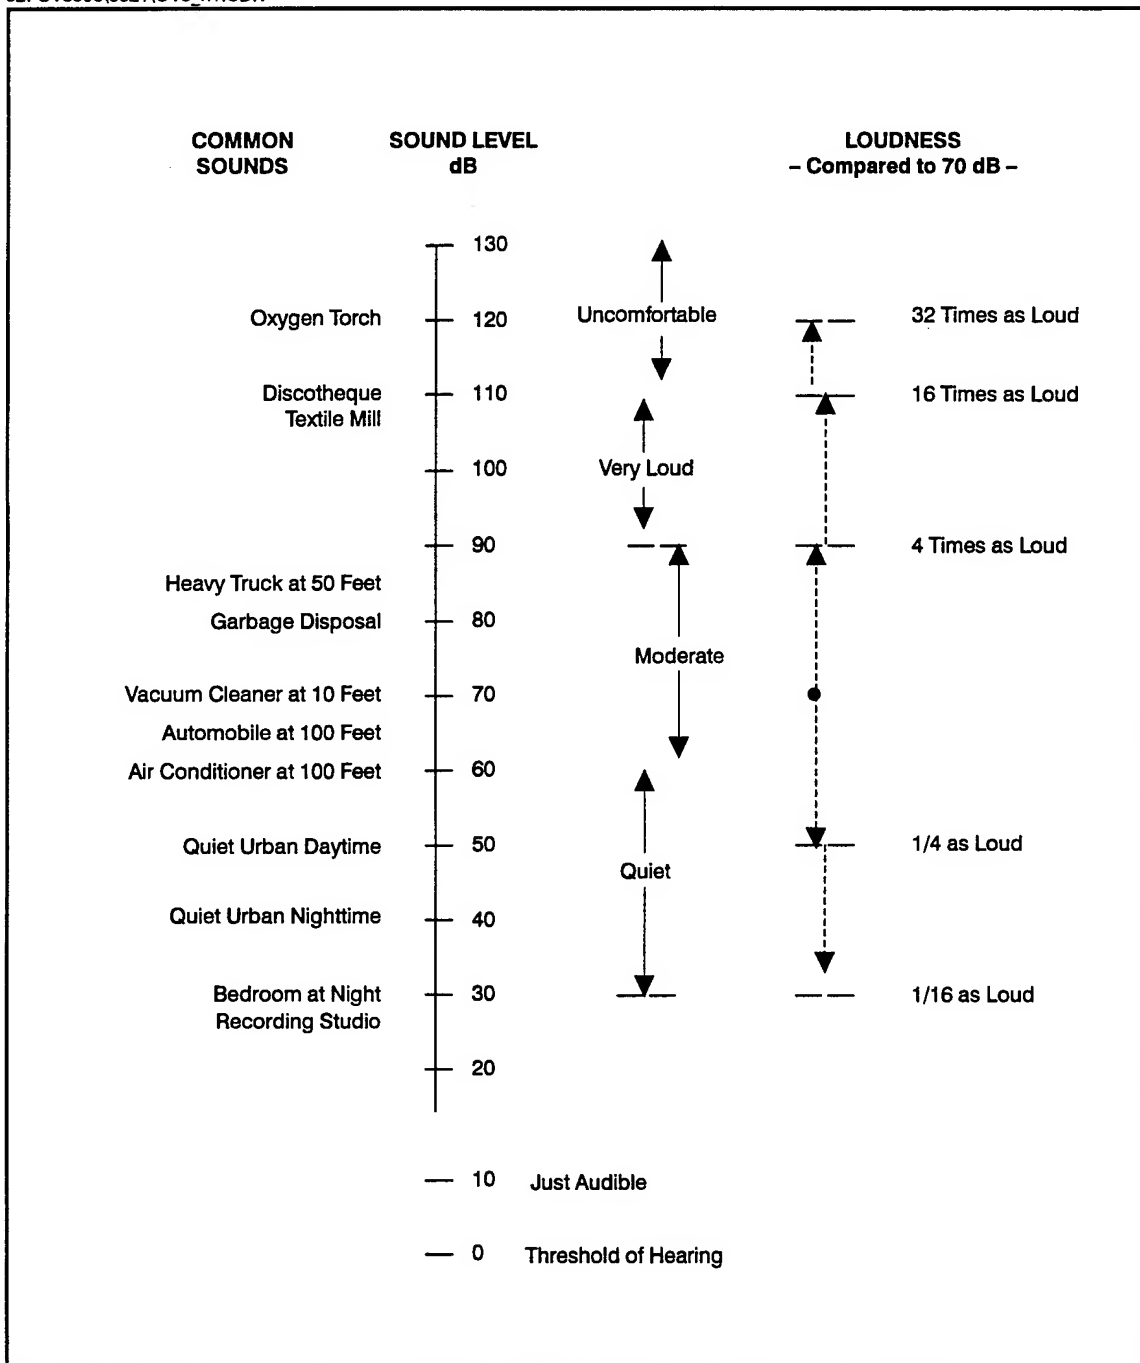 COMMON SOUNDS
SOUND LEVEL dB
LOUDNESS
– Compared to 70 dB –
130
Uncomfortable
Oxygen Torch
120
32 Times as Loud
Discotheque
Textile Mill
110
16 Times as Loud
100
Very Loud
90
4 Times as Loud
Heavy Truck at 50 Feet
Garbage Disposal
80
Moderate
Vacuum Cleaner at 10 Feet
70
Automobile at 100 Feet
Air Conditioner at 100 Feet
60
Quiet Urban Daytime
50
1/4 as Loud
Quiet
Quiet Urban Nighttime
40
Bedroom at Night
Recording Studio
30
1/16 as Loud
20
10
Just Audible
0
Threshold of Hearing